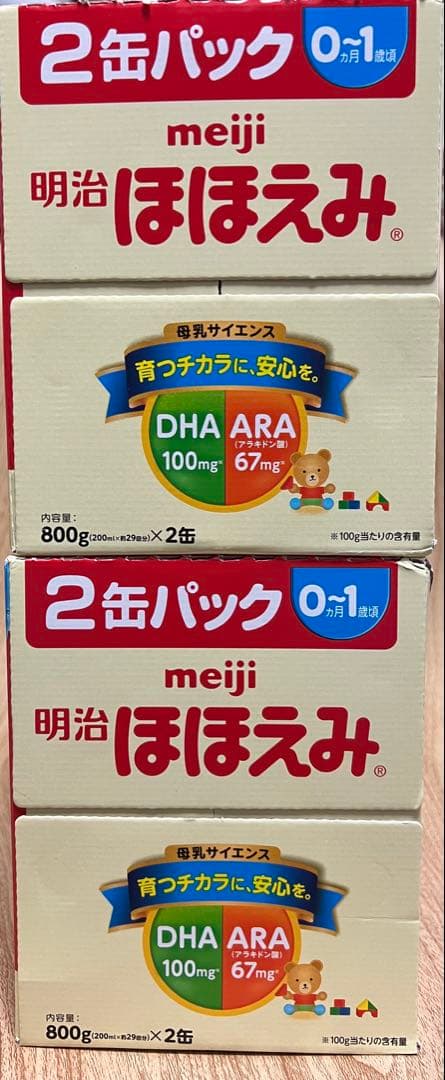 2缶パック 0ヵ月~1歳頃
meiji
明治ほほえみ®
母乳サイエンス
育つチカラに、安心を。
DHA ARA
(アラキドン酸)
100mg※ 67mg※
内容量:
800g(200ml×約29回分)×2缶 ※100g当たりの含有量
2缶パック 0ヵ月~1歳頃
meiji
明治ほほえみ®
母乳サイエンス
育つチカラに、安心を。
DHA ARA
(アラキドン酸)
100mg※ 67mg※
内容量:
800g(200ml×約29回分)×2缶 ※100g当たりの含有量